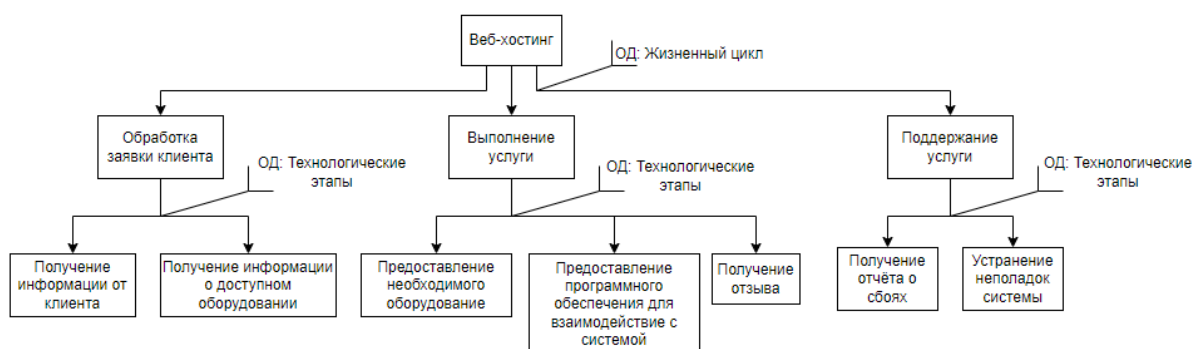 Веб-хостинг
ОД: Жизненный цикл
Обработка
заявки клиента
Выполнение
услуги
Поддержание
услуги
ОД: Технологические
этапы
ОД: Технологические
этапы
ОД: Технологические
этапы
Получение
информации от
клиента
Получение информации
о доступном
оборудовании
Предоставление
необходимого
оборудование
Предоставление
программного
обеспечения для
взаимодействие с
системой
Получение
отзыва
Получение
отчёта о
сбоях
Устранение
неполадок
системы